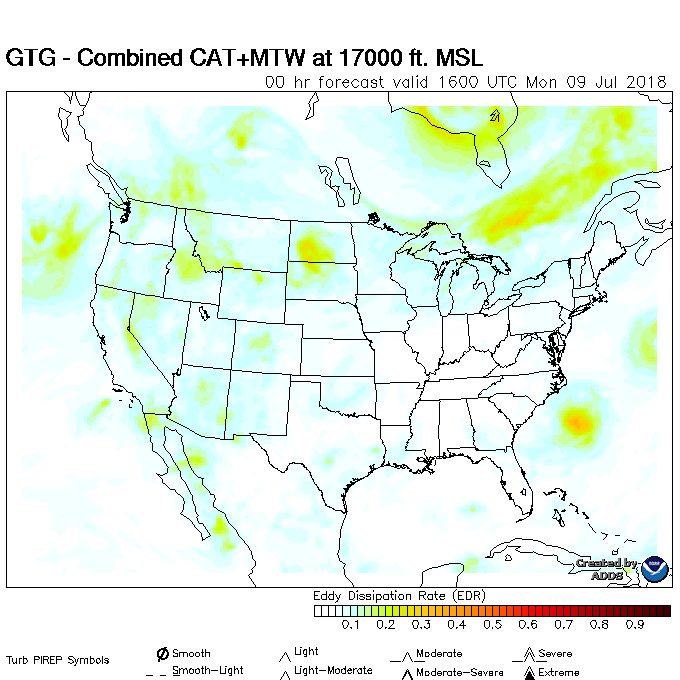 GTG - Combined CAT+MTW at 17000 ft. MSL
00 hr forecast valid 1600 UTC Mon 09 Jul 2018
Created by
ADDS
Eddy Dissipation Rate (EDR)
0.1 0.2 0.3 0.4 0.5 0.6 0.7 0.8 0.9
Turb PIREP Symbols
Smooth Light Moderate Severe
Smooth-Light Light-Moderate Moderate-Severe Extreme